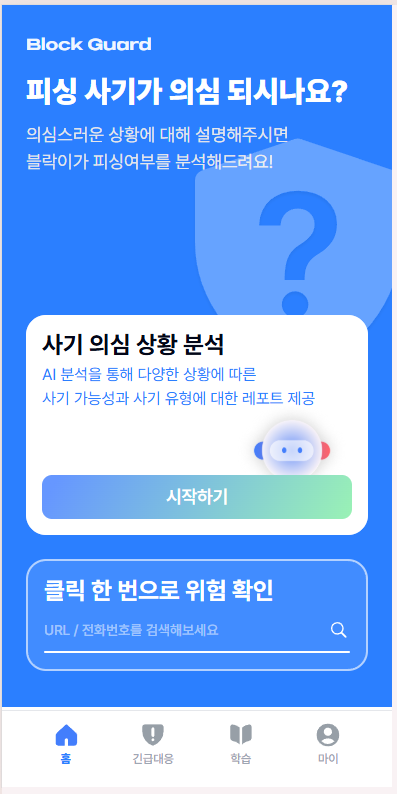 Block Guard
피싱 사기가 의심 되시나요?
의심스러운 상황에 대해 설명해주시면
블락이가 피싱여부를 분석해드려요!
?
사기 의심 상황 분석
AI 분석을 통해 다양한 상황에 따른
사기 가능성과 사기 유형에 대한 레포트 제공
시작하기
클릭 한 번으로 위험 확인
URL / 전화번호를 검색해보세요
홈
긴급대응
학습
마이